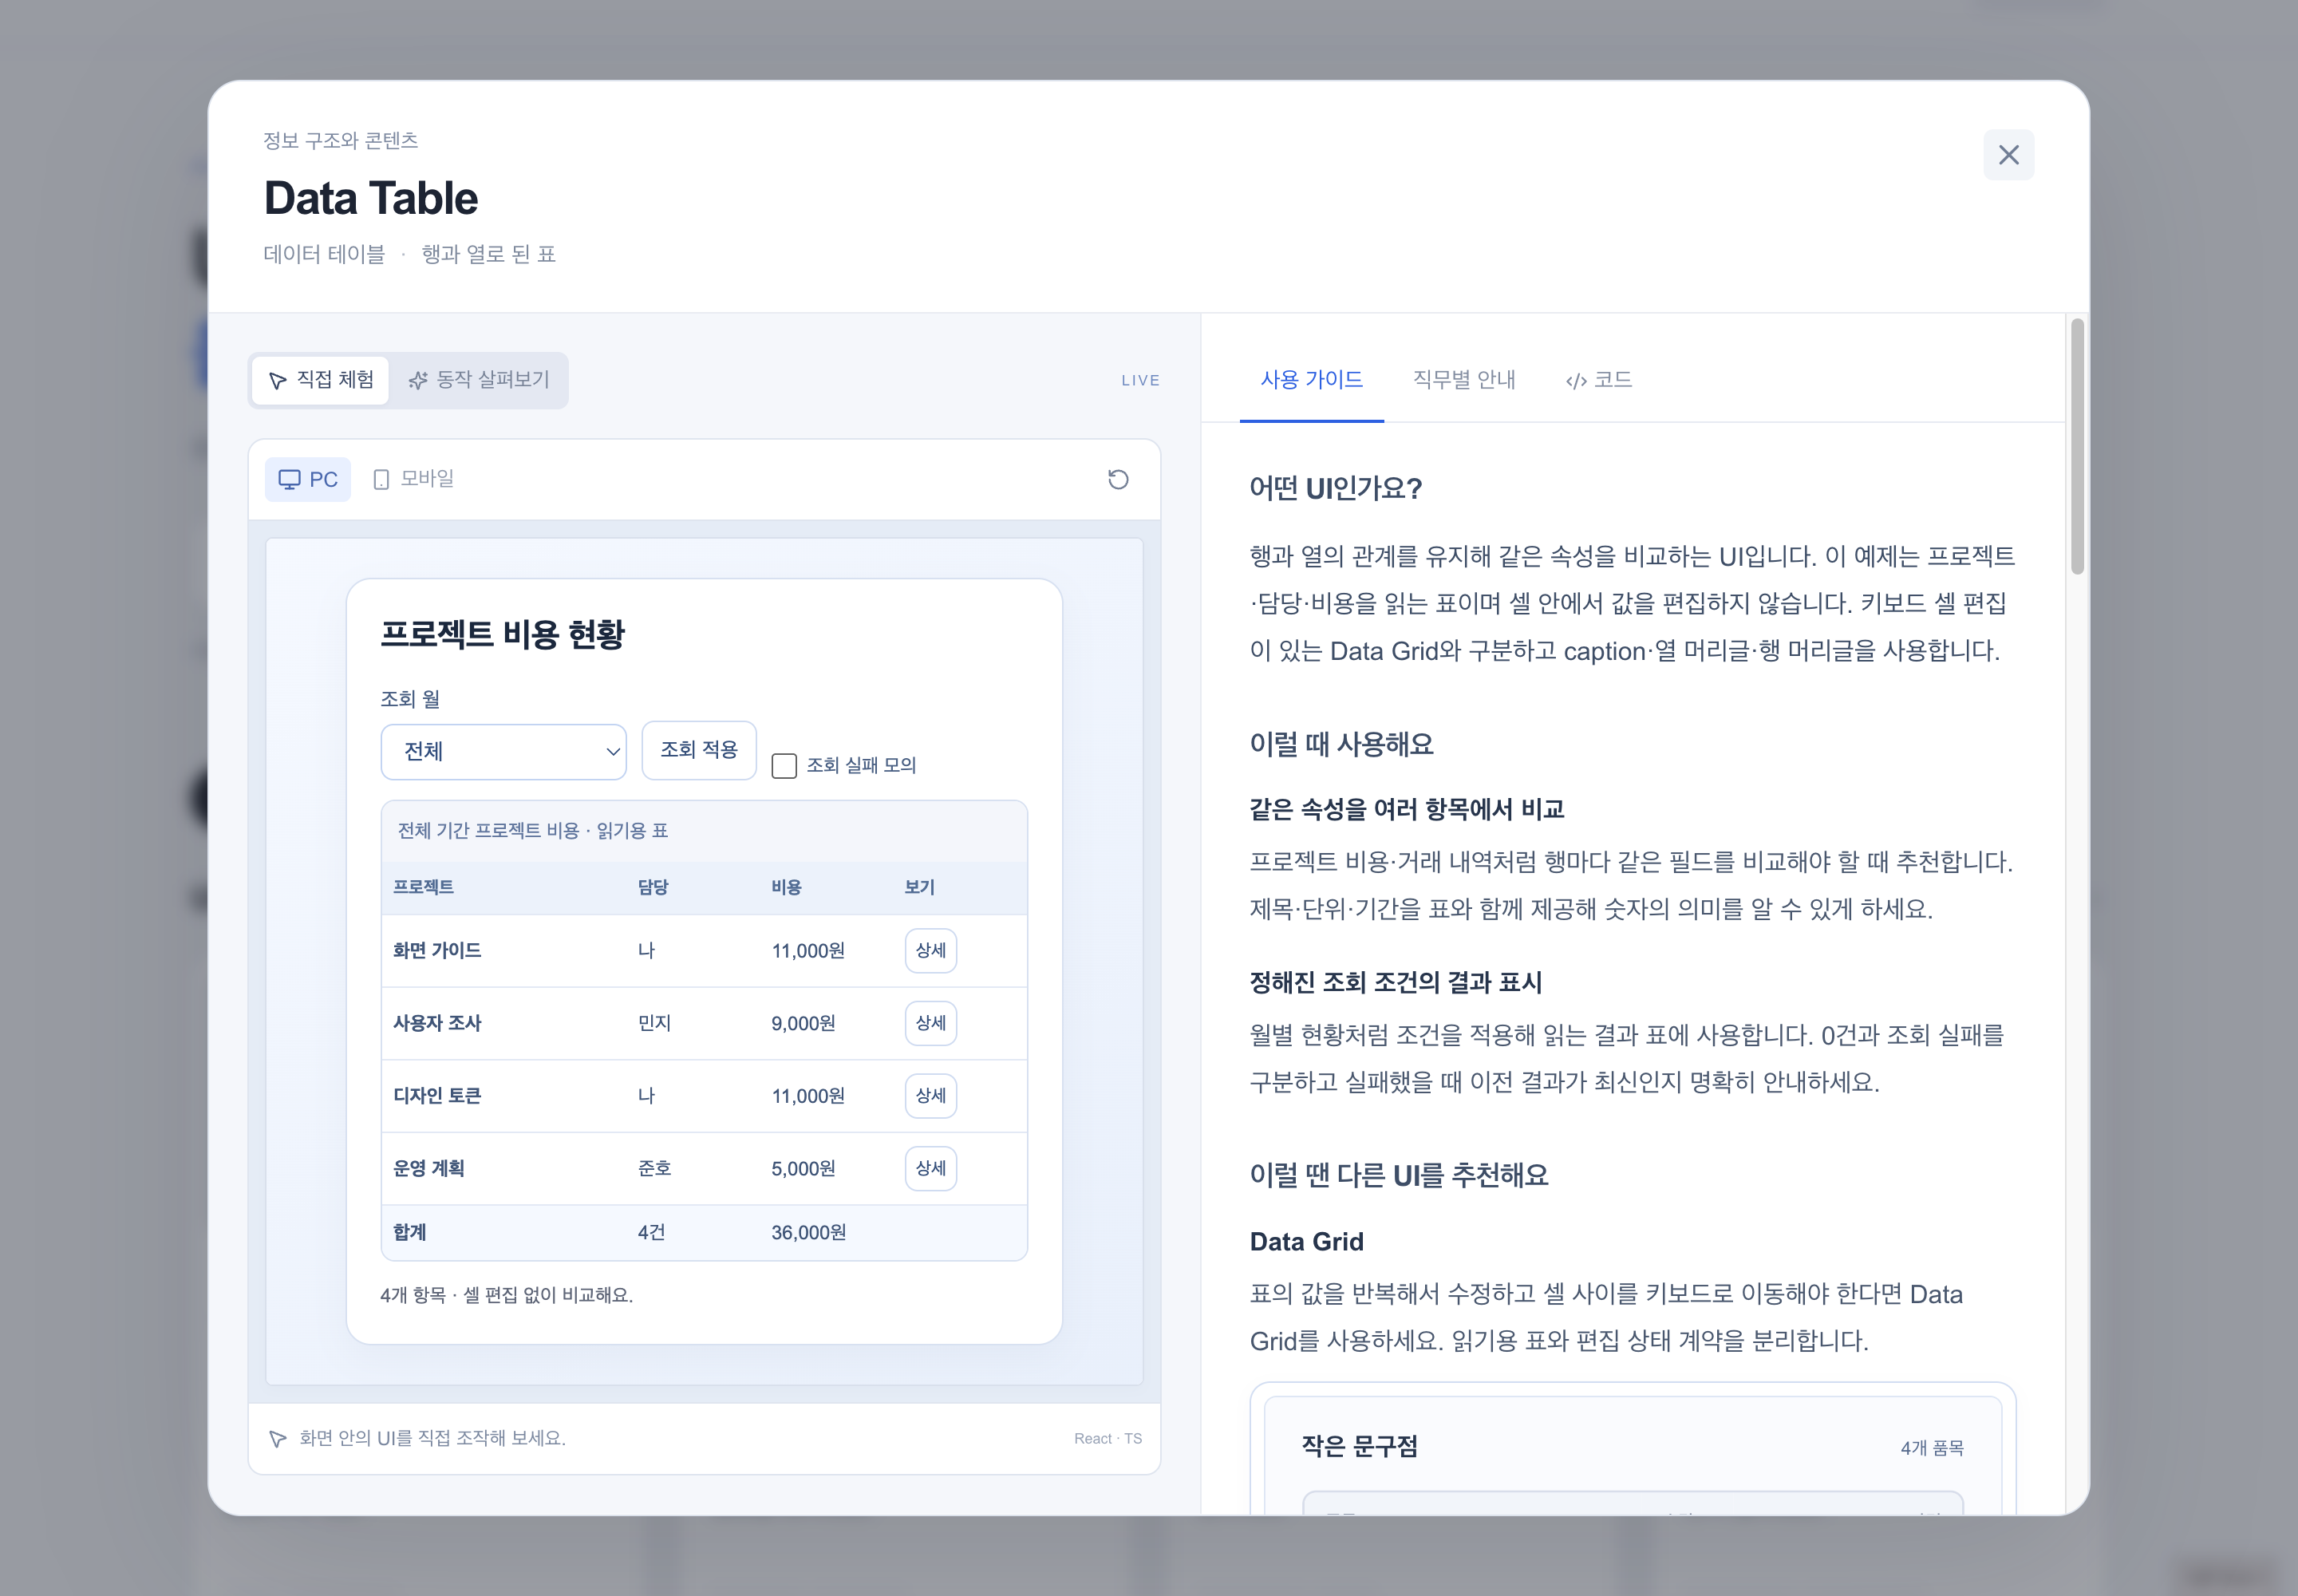 정보 구조와 콘텐츠
Data Table
데이터 테이블 · 행과 열로 된 표
직접 체험
동작 살펴보기
LIVE
PC
모바일
프로젝트 비용 현황
조회 월
전체
조회 적용
조회 실패 모의
전체 기간 프로젝트 비용 · 읽기용 표
프로젝트 담당 비용 보기
화면 가이드 나 11,000원 상세
사용자 조사 민지 9,000원 상세
디자인 토큰 나 11,000원 상세
운영 계획 준호 5,000원 상세
합계 4건 36,000원
4개 항목 · 셀 편집 없이 비교해요.
화면 안의 UI를 직접 조작해 보세요.
React · TS
사용 가이드
직무별 안내
</> 코드
어떤 UI인가요?
행과 열의 관계를 유지해 같은 속성을 비교하는 UI입니다. 이 예제는 프로젝트
·담당·비용을 읽는 표이며 셀 안에서 값을 편집하지 않습니다. 키보드 셀 편집
이 있는 Data Grid와 구분하고 caption·열 머리글·행 머리글을 사용합니다.
이럴 때 사용해요
같은 속성을 여러 항목에서 비교
프로젝트 비용·거래 내역처럼 행마다 같은 필드를 비교해야 할 때 추천합니다.
제목·단위·기간을 표와 함께 제공해 숫자의 의미를 알 수 있게 하세요.
정해진 조회 조건의 결과 표시
월별 현황처럼 조건을 적용해 읽는 결과 표에 사용합니다. 0건과 조회 실패를
구분하고 실패했을 때 이전 결과가 최신인지 명확히 안내하세요.
이럴 땐 다른 UI를 추천해요
Data Grid
표의 값을 반복해서 수정하고 셀 사이를 키보드로 이동해야 한다면 Data
Grid를 사용하세요. 읽기용 표와 편집 상태 계약을 분리합니다.
작은 문구점
4개 품목